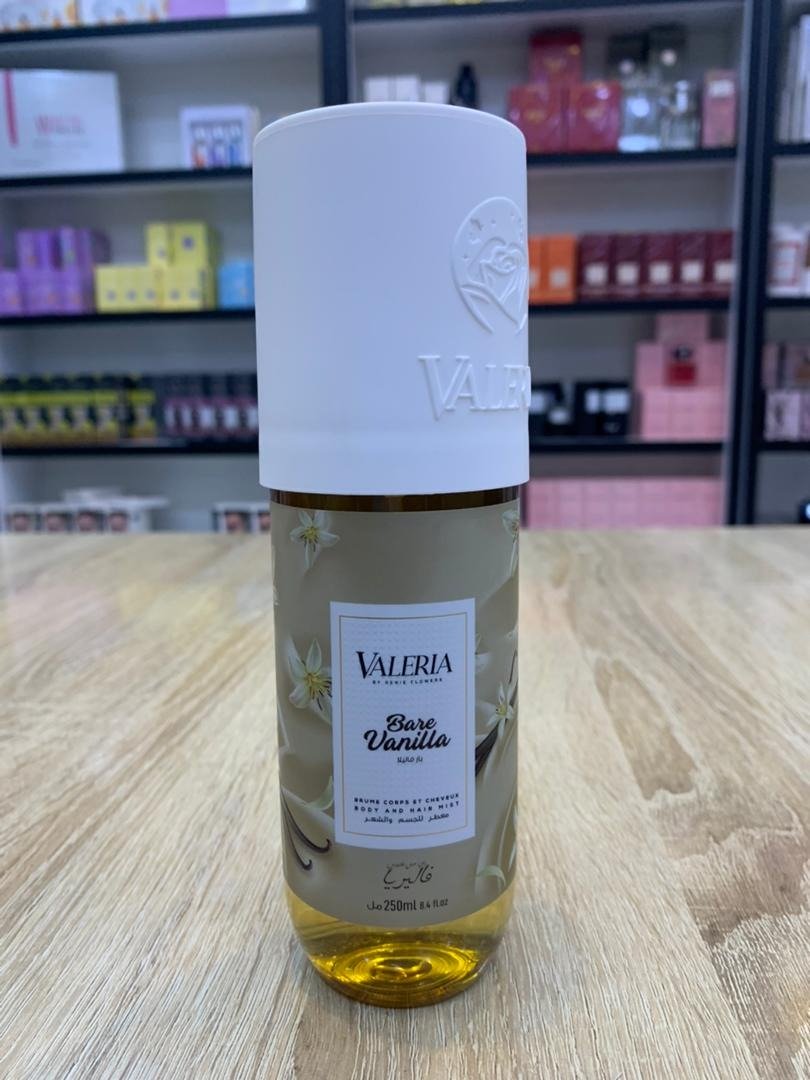 VALERIA
BY GENIE FLOWERS
Bare
Vanilla
بار فانيلا
BRUME CORPS ET CHEVEUX
BODY AND HAIR MIST
معطر للجسم والشعر
فاليريا
250ml 8.4 fl.oz مل